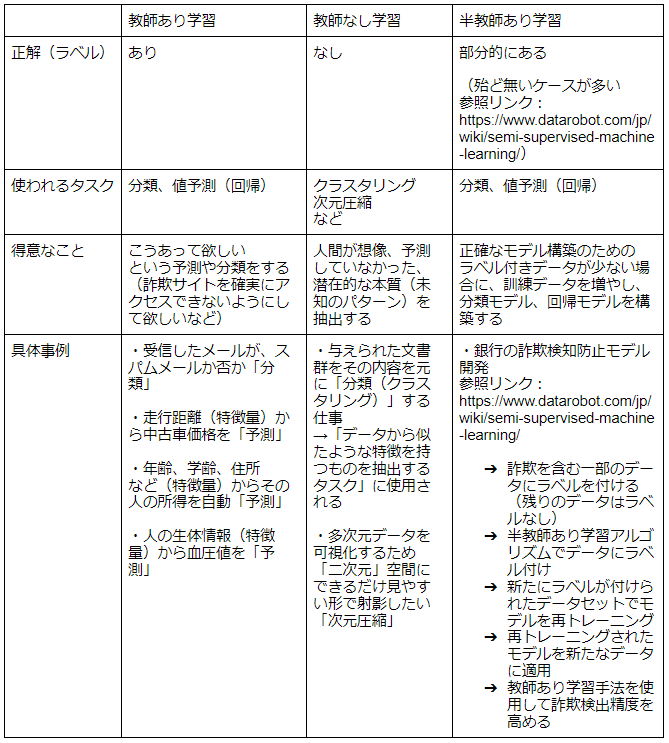 教師あり学習
教師なし学習
半教師あり学習
正解（ラベル）
あり
なし
部分的にある
（殆ど無いケースが多い
参照リンク：
https://www.datarobot.com/jp/
wiki/semi-supervised-machine
-learning/）
使われるタスク
分類、値予測（回帰）
クラスタリング
次元圧縮
など
分類、値予測（回帰）
得意なこと
こうあって欲しい
という予測や分類をする
（詐欺サイトを確実にア
クセスできないようにし
て欲しいなど）
人間が想像、予測
していなかった、
潜在的な本質（未
知のパターン）を
抽出する
正確なモデル構築のための
ラベル付きデータが少ない場
合に、訓練データを増やし、
分類モデル、回帰モデルを構
築する
具体事例
・受信したメールが、ス
パムメールか否か「分
類」
・走行距離（特徴量）か
ら中古車価格を「予測」
・年齢、学齢、住所
など（特徴量）からその
人の所得を自動「予測」
・人の生体情報（特徴
量）から血圧値を「予
測」
・与えられた文書
群をその内容を元
に「分類（クラス
タリング）」する
仕事
→「データから似
たような特徴を持
つものを抽出する
タスク」に使用さ
れる
・多次元データを
可視化するため
「二次元」空間に
できるだけ見やす
い形で射影したい
「次元圧縮」
・銀行の詐欺検知防止モデル
開発
参照リンク：
https://www.datarobot.com/jp/
wiki/semi-supervised-machine
-learning/
➔ 詐欺を含む一部のデー
タにラベルを付ける
（残りのデータはラベ
ルなし）
➔ 半教師あり学習アルゴ
リズムでデータにラベ
ル付け
➔ 新たにラベルが付けら
れたデータセットでモ
デルを再トレーニング
➔ 再トレーニングされた
モデルを新たなデータ
に適用
➔ 教師あり学習手法を使
用して詐欺検出精度を
高める